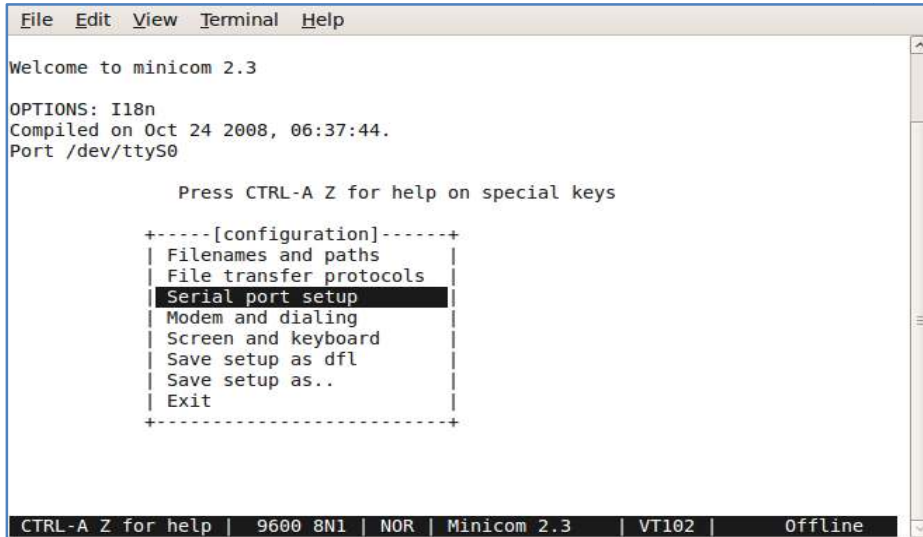 File Edit View Terminal Help
Welcome to minicom 2.3
OPTIONS: I18n
Compiled on Oct 24 2008, 06:37:44.
Port /dev/ttyS0
Press CTRL-A Z for help on special keys
+-----[configuration]------+
| Filenames and paths |
| File transfer protocols |
| Serial port setup |
| Modem and dialing |
| Screen and keyboard |
| Save setup as dfl |
| Save setup as.. |
| Exit |
+--------------------------+
CTRL-A Z for help | 9600 8N1 | NOR | Minicom 2.3 | VT102 | Offline